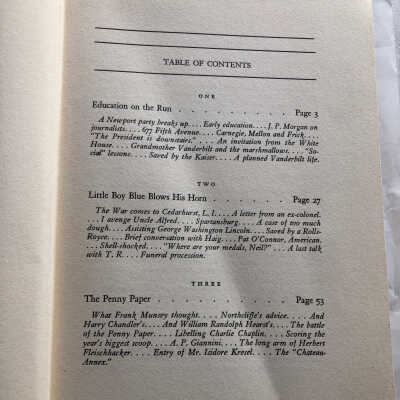 TABLE OF CONTENTS
ONE
Education on the Run . . . . . . . . . Page 3
A Newport party breaks up. . . . Early education. . . . J. P. Morgan on
journalists. . . . 677 Fifth Avenue. . . . Carnegie, Mellon and Frick. . . .
"The President is downstairs." . . . An invitation from the White
House. . . . Grandmother Vanderbilt and the marshmallows. . . . "So-
cial" lessons. . . . Saved by the Kaiser. . . . A planned Vanderbilt life.
TWO
Little Boy Blue Blows His Horn . . . . . . Page 27
The War comes to Cedarhurst, L. I. . . . A letter from an ex-colonel.
. . . I avenge Uncle Alfred. . . . Spartansburg. . . . A case of too much
dough. . . . Assisting George Washington Lincoln. . . . Saved by a Rolls-
Royce. . . . Brief conversation with Haig. . . . Pat O'Connor, American.
. . . Shell-shocked. . . . "Where are your medals, Neil?" . . . A last talk
with T. R. . . . Funeral procession.
THREE
The Penny Paper . . . . . . . . . . Page 53
What Frank Munsey thought. . . . Northcliffe's advice. . . . And
Harry Chandler's. . . . And William Randolph Hearst's. . . . The battle
of the Penny Paper. . . . Libelling Charlie Chaplin. . . . Scoring the
year's biggest scoop. . . . A. P. Giannini. . . . The long arm of Herbert
Fleischhacker. . . . Entry of Mr. Isidore Kresel. . . . The "Chateau-
Annex."